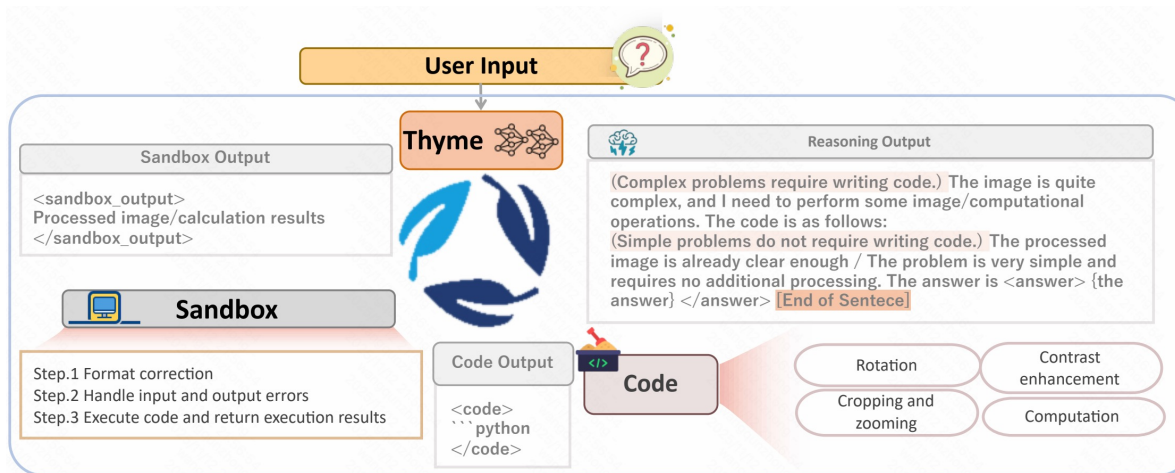 User Input
?
Thyme
Sandbox Output
<sandbox_output>
Processed image/calculation results
</sandbox_output>
Reasoning Output
(Complex problems require writing code.) The image is quite
complex, and I need to perform some image/computational
operations. The code is as follows:
(Simple problems do not require writing code.) The processed
image is already clear enough / The problem is very simple and
requires no additional processing. The answer is <answer> {the
answer} </answer> [End of Sentece]
Sandbox
Step.1 Format correction
Step.2 Handle input and output errors
Step.3 Execute code and return execution results
Code Output
<code>
```python
</code>
</>
Code
Rotation
Contrast
enhancement
Cropping and
zooming
Computation